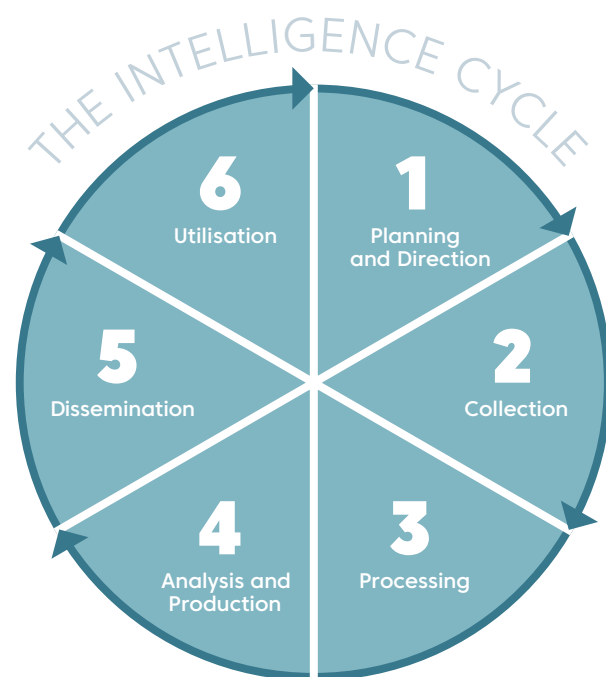 THE INTELLIGENCE CYCLE
1
Planning
and Direction
2
Collection
3
Processing
4
Analysis and
Production
5
Dissemination
6
Utilisation